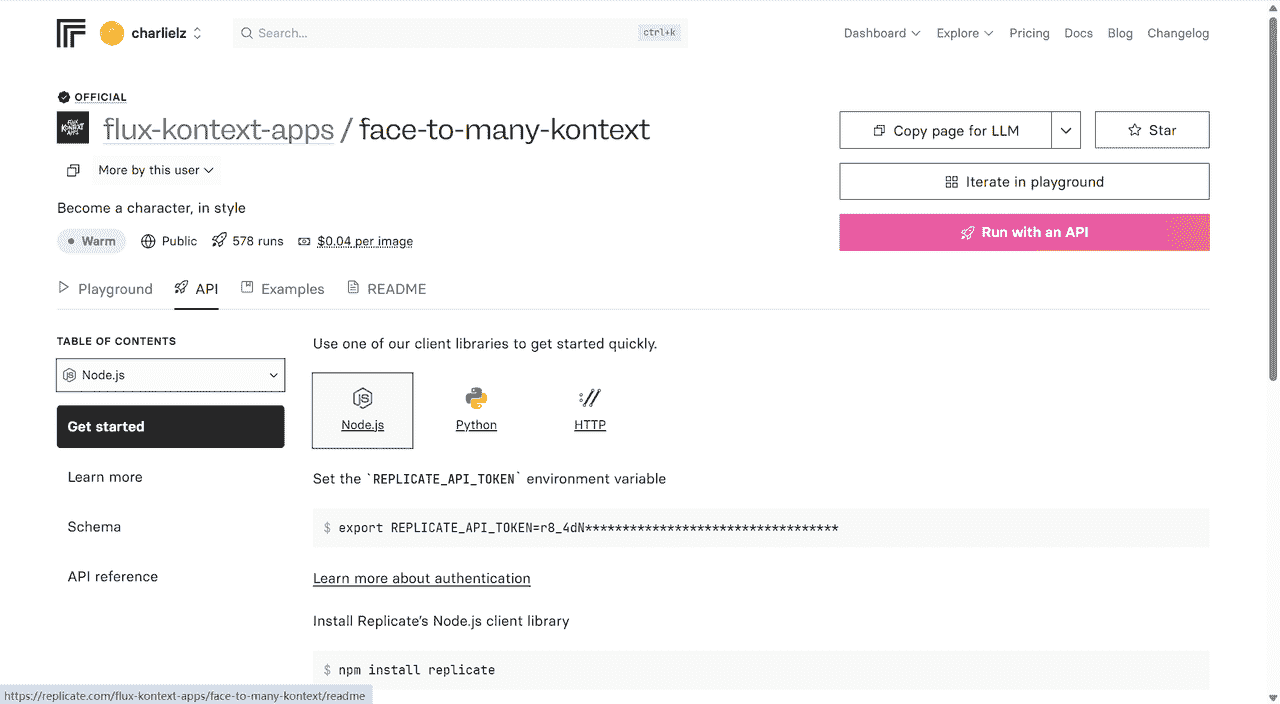 charlielz
Search...
ctrl+k
Dashboard
Explore
Pricing
Docs
Blog
Changelog
OFFICIAL
FLUX KONTEXT APPS
flux-kontext-apps / face-to-many-kontext
Copy page for LLM
Star
More by this user
Iterate in playground
Become a character, in style
Warm
Public
578 runs
$0.04 per image
Run with an API
Playground
API
Examples
README
TABLE OF CONTENTS
Node.js
Get started
Learn more
Schema
API reference
Use one of our client libraries to get started quickly.
Node.js
Python
HTTP
Set the `REPLICATE_API_TOKEN` environment variable
$ export REPLICATE_API_TOKEN=r8_4dN**********************************
Learn more about authentication
Install Replicate's Node.js client library
$ npm install replicate
https://replicate.com/flux-kontext-apps/face-to-many-kontext/readme